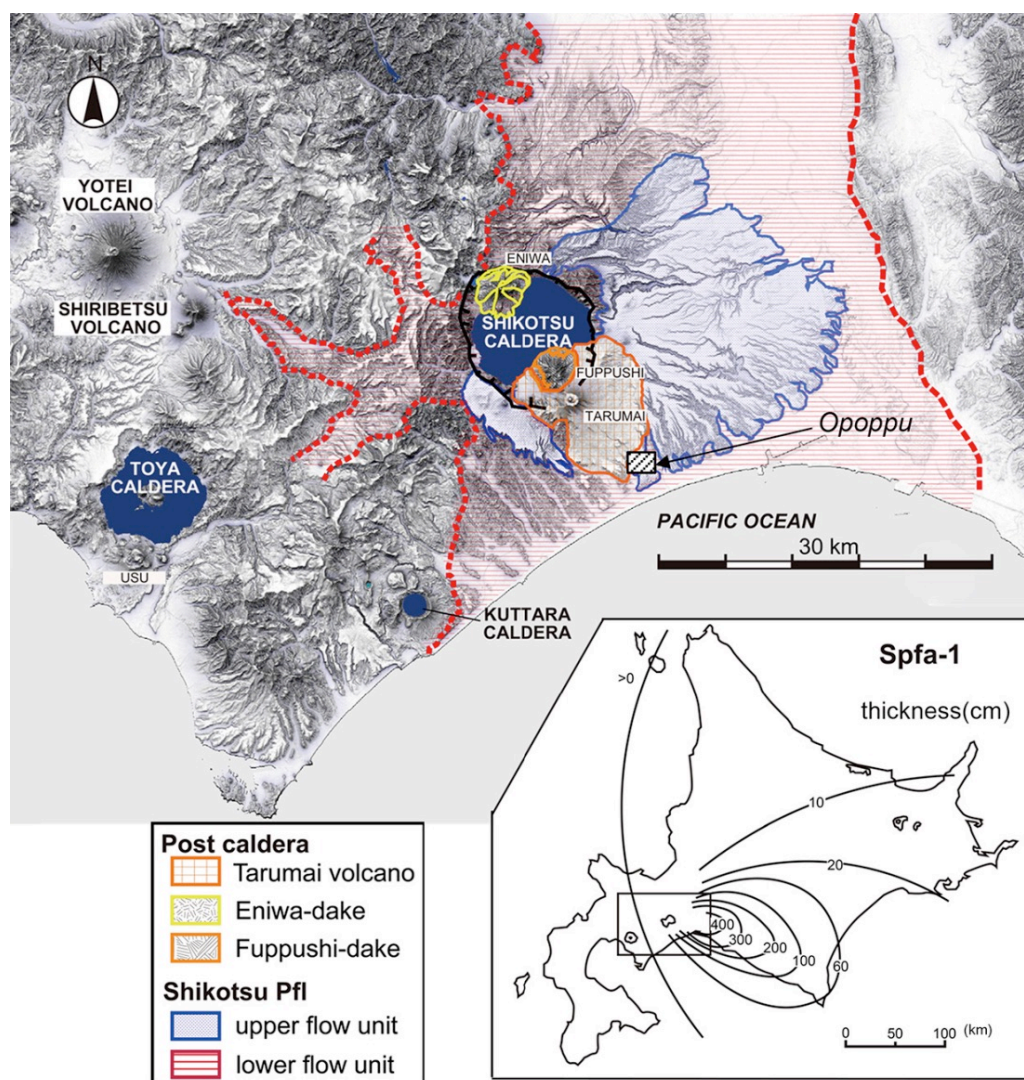 N
YOTEI
VOLCANO
SHIRIBETSU
VOLCANO
ENIWA
SHIKOTSU
CALDERA
FUPPUSHI
TARUMAI
Opoppu
TOYA
CALDERA
USU
PACIFIC OCEAN
30 km
KUTTARA
CALDERA
Spfa-1
thickness(cm)
>0
10
20
400
300
200
100
60
0 50 100 (km)
Post caldera
Tarumai volcano
Eniwa-dake
Fuppushi-dake
Shikotsu Pfl
upper flow unit
lower flow unit